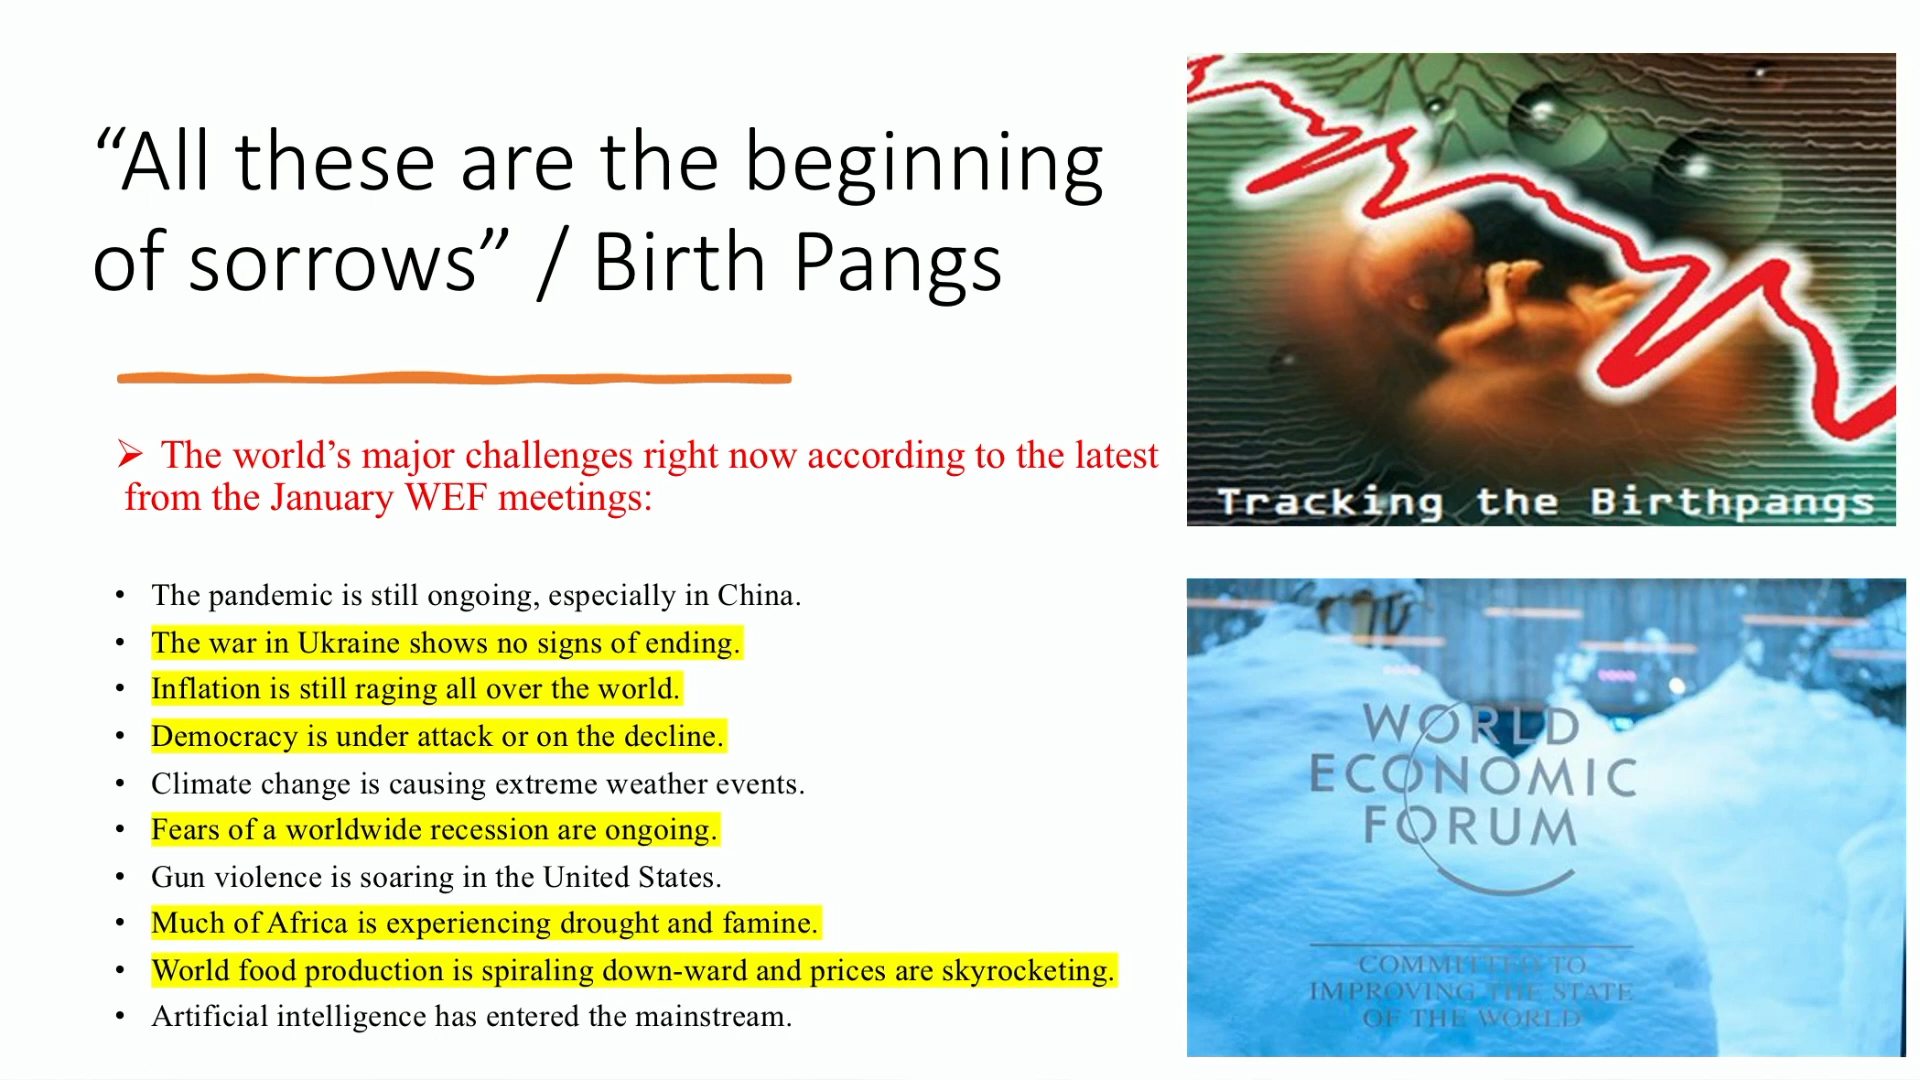 “All these are the beginning
of sorrows” / Birth Pangs
➢ The world’s major challenges right now according to the latest
from the January WEF meetings:
• The pandemic is still ongoing, especially in China.
• The war in Ukraine shows no signs of ending.
• Inflation is still raging all over the world.
• Democracy is under attack or on the decline.
• Climate change is causing extreme weather events.
• Fears of a worldwide recession are ongoing.
• Gun violence is soaring in the United States.
• Much of Africa is experiencing drought and famine.
• World food production is spiraling down-ward and prices are skyrocketing.
• Artificial intelligence has entered the mainstream.
Tracking the Birthpangs
WORLD
ECONOMIC
FORUM
COMMITTED TO
IMPROVING THE STATE
OF THE WORLD